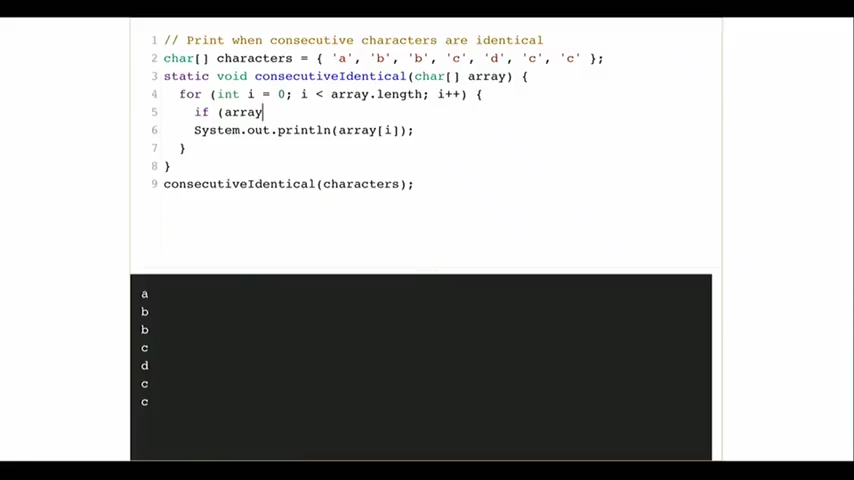 1 // Print when consecutive characters are identical
2 char[] characters = { 'a', 'b', 'b', 'c', 'd', 'c', 'c' };
3 static void consecutiveIdentical(char[] array) {
4 for (int i = 0; i < array.length; i++) {
5 if (array
6 System.out.println(array[i]);
7 }
8 }
9 consecutiveIdentical(characters);
a
b
b
c
d
c
c